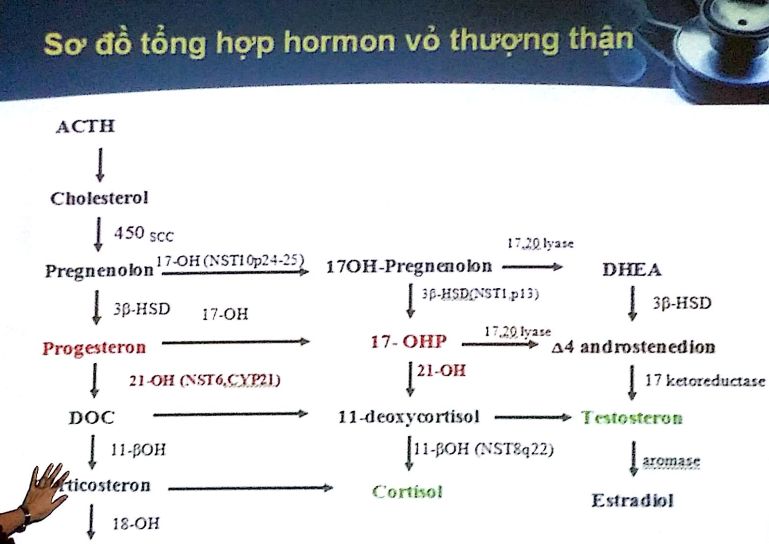 Sơ đồ tổng hợp hormon vỏ thượng thận
ACTH
Cholesterol
450 SCC
Pregnenolon 17-OH (NST10p24-25) 17OH-Pregnenolon 17,20 lyase DHEA
3β-HSD 17-OH 3β-HSD(NST1,p13) 3β-HSD
Progesteron 17- OHP 17,20 lyase Δ4 androstenedion
21-OH (NST6,CYP21) 21-OH 17 ketoreductase
DOC 11-deoxycortisol Testosteron
11-βOH 11-βOH (NST8q22) aromase
rticosteron Cortisol Estradiol
18-OH